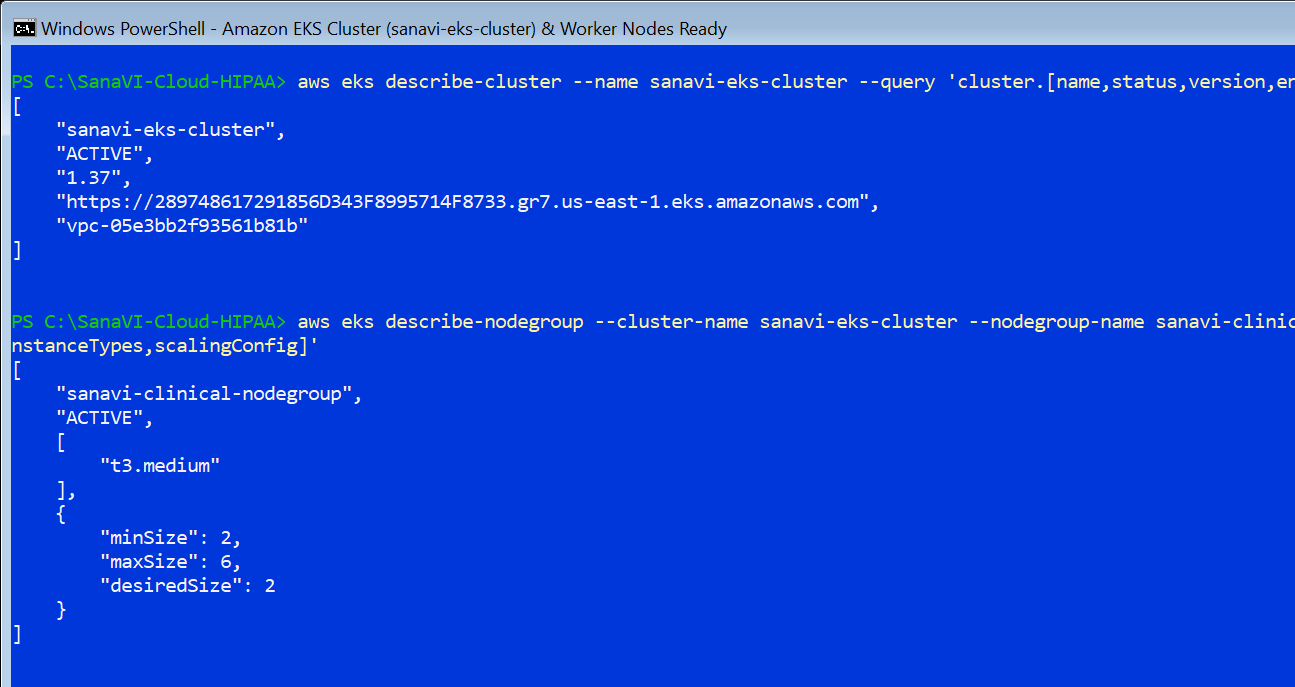 Windows PowerShell - Amazon EKS Cluster (sanavi-eks-cluster) & Worker Nodes Ready
PS C:\SanaVI-Cloud-HIPAA> aws eks describe-cluster --name sanavi-eks-cluster --query 'cluster.[name,status,version,en
[
    "sanavi-eks-cluster",
    "ACTIVE",
    "1.37",
    "https://289748617291856D343F8995714F8733.gr7.us-east-1.eks.amazonaws.com",
    "vpc-05e3bb2f93561b81b"
]
PS C:\SanaVI-Cloud-HIPAA> aws eks describe-nodegroup --cluster-name sanavi-eks-cluster --nodegroup-name sanavi-clinic
nstanceTypes,scalingConfig]'
[
    "sanavi-clinical-nodegroup",
    "ACTIVE",
    [
        "t3.medium"
    ],
    {
        "minSize": 2,
        "maxSize": 6,
        "desiredSize": 2
    }
]